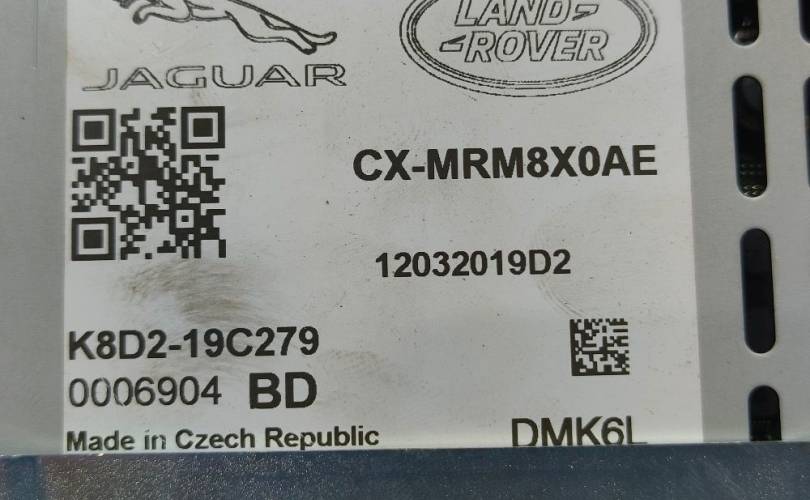 JAGUAR
LAND-
-ROVER
CX-MRM8X0AE
12032019D2
K8D2-19C279
0006904 BD
Made in Czech Republic
DMK6L